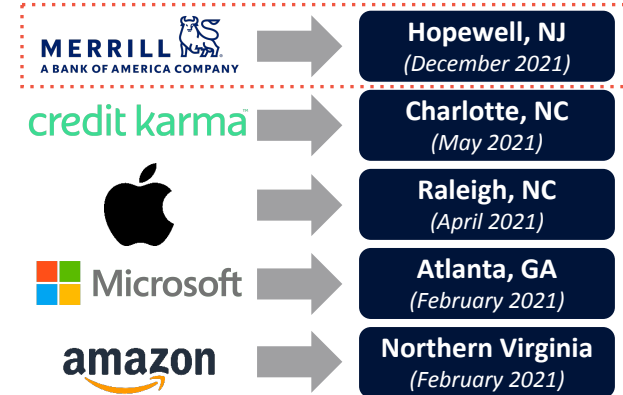 MERRILL
A BANK OF AMERICA COMPANY
Hopewell, NJ
(December 2021)
credit karma
Charlotte, NC
(May 2021)
Raleigh, NC
(April 2021)
Microsoft
Atlanta, GA
(February 2021)
amazon
Northern Virginia
(February 2021)